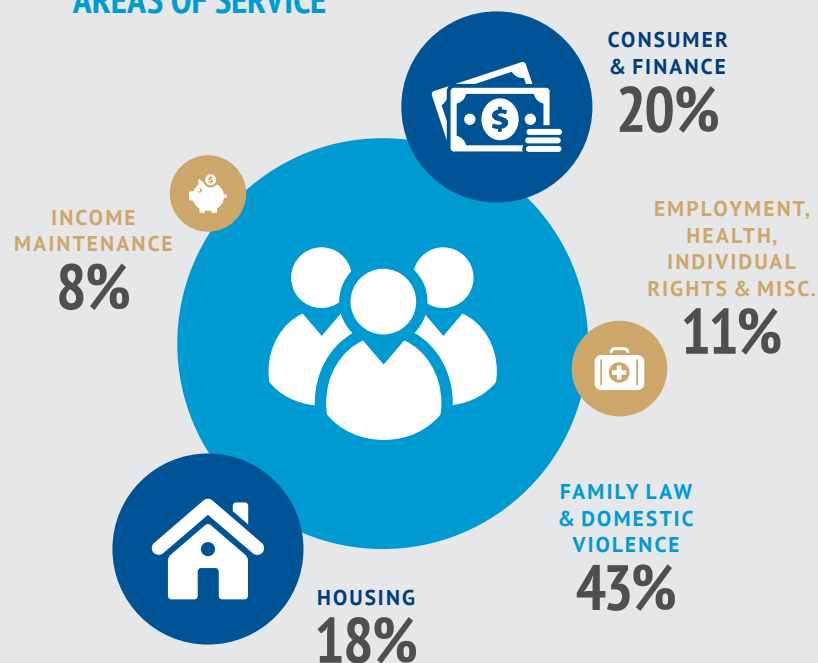 AREAS OF SERVICE
CONSUMER
& FINANCE
20%
INCOME
MAINTENANCE
8%
EMPLOYMENT,
HEALTH,
INDIVIDUAL
RIGHTS & MISC.
11%
FAMILY LAW
& DOMESTIC
VIOLENCE
43%
HOUSING
18%